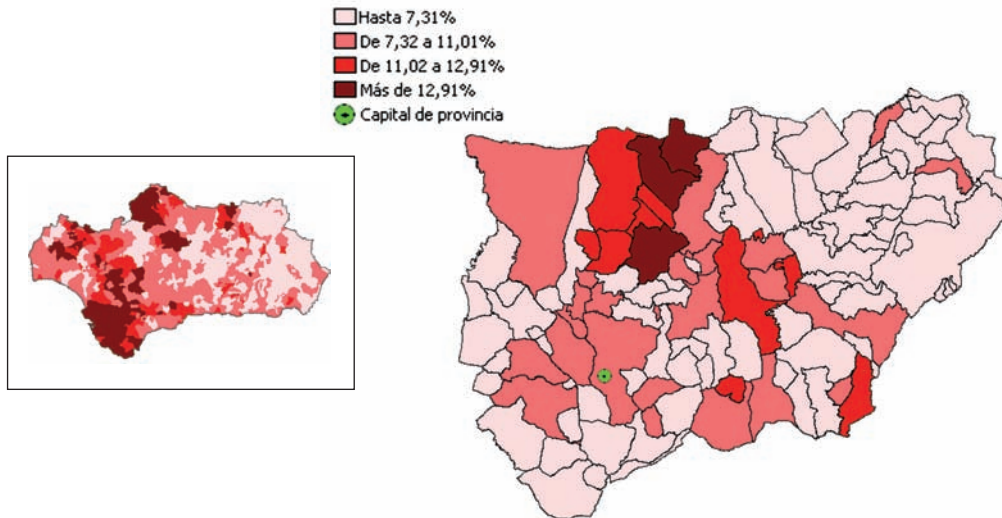 Hasta 7,31%
De 7,32 a 11,01%
De 11,02 a 12,91%
Más de 12,91%
Capital de provincia